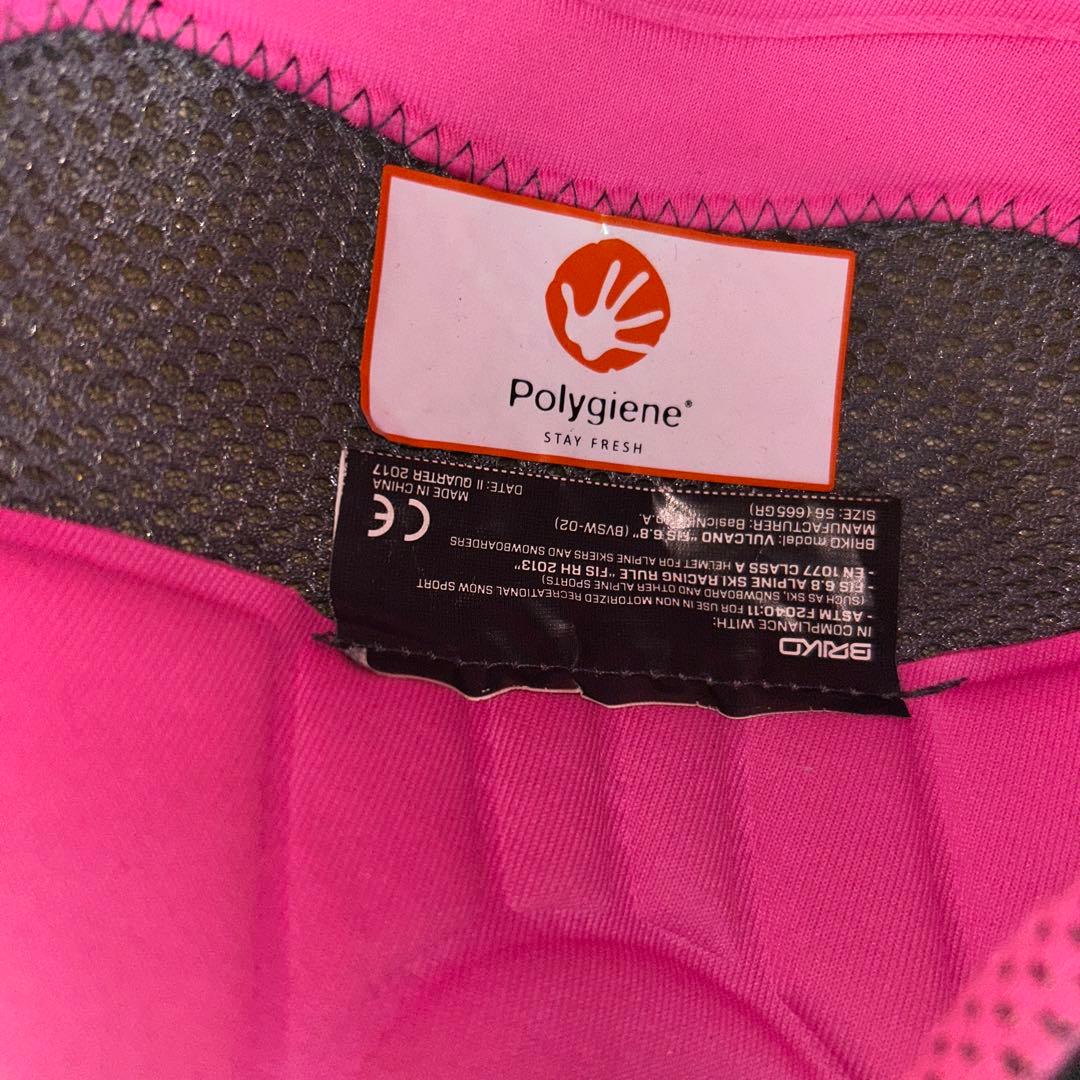 Polygiene®
STAY FRESH
BRIKO
IN COMPLIANCE WITH:
- ASTM F2040:11 FOR USE IN NON MOTORIZED RECREATIONAL SNOW SPORT
(SUCH AS SKI, SNOWBOARD AND OTHER ALPINE SPORTS)
- FIS 6.8 ALPINE SKI RACING RULE "FIS RH 2013"
- EN 1077 CLASS A HELMET FOR ALPINE SKIERS AND SNOWBOARDERS
BRIKO model: VULCANO "FIS 6.8" (BVSW-02)
MANUFACTURER: BasicNet S.p.A.
SIZE: 56 (665GR)
CE
MADE IN CHINA
DATE: II QUARTER 2017